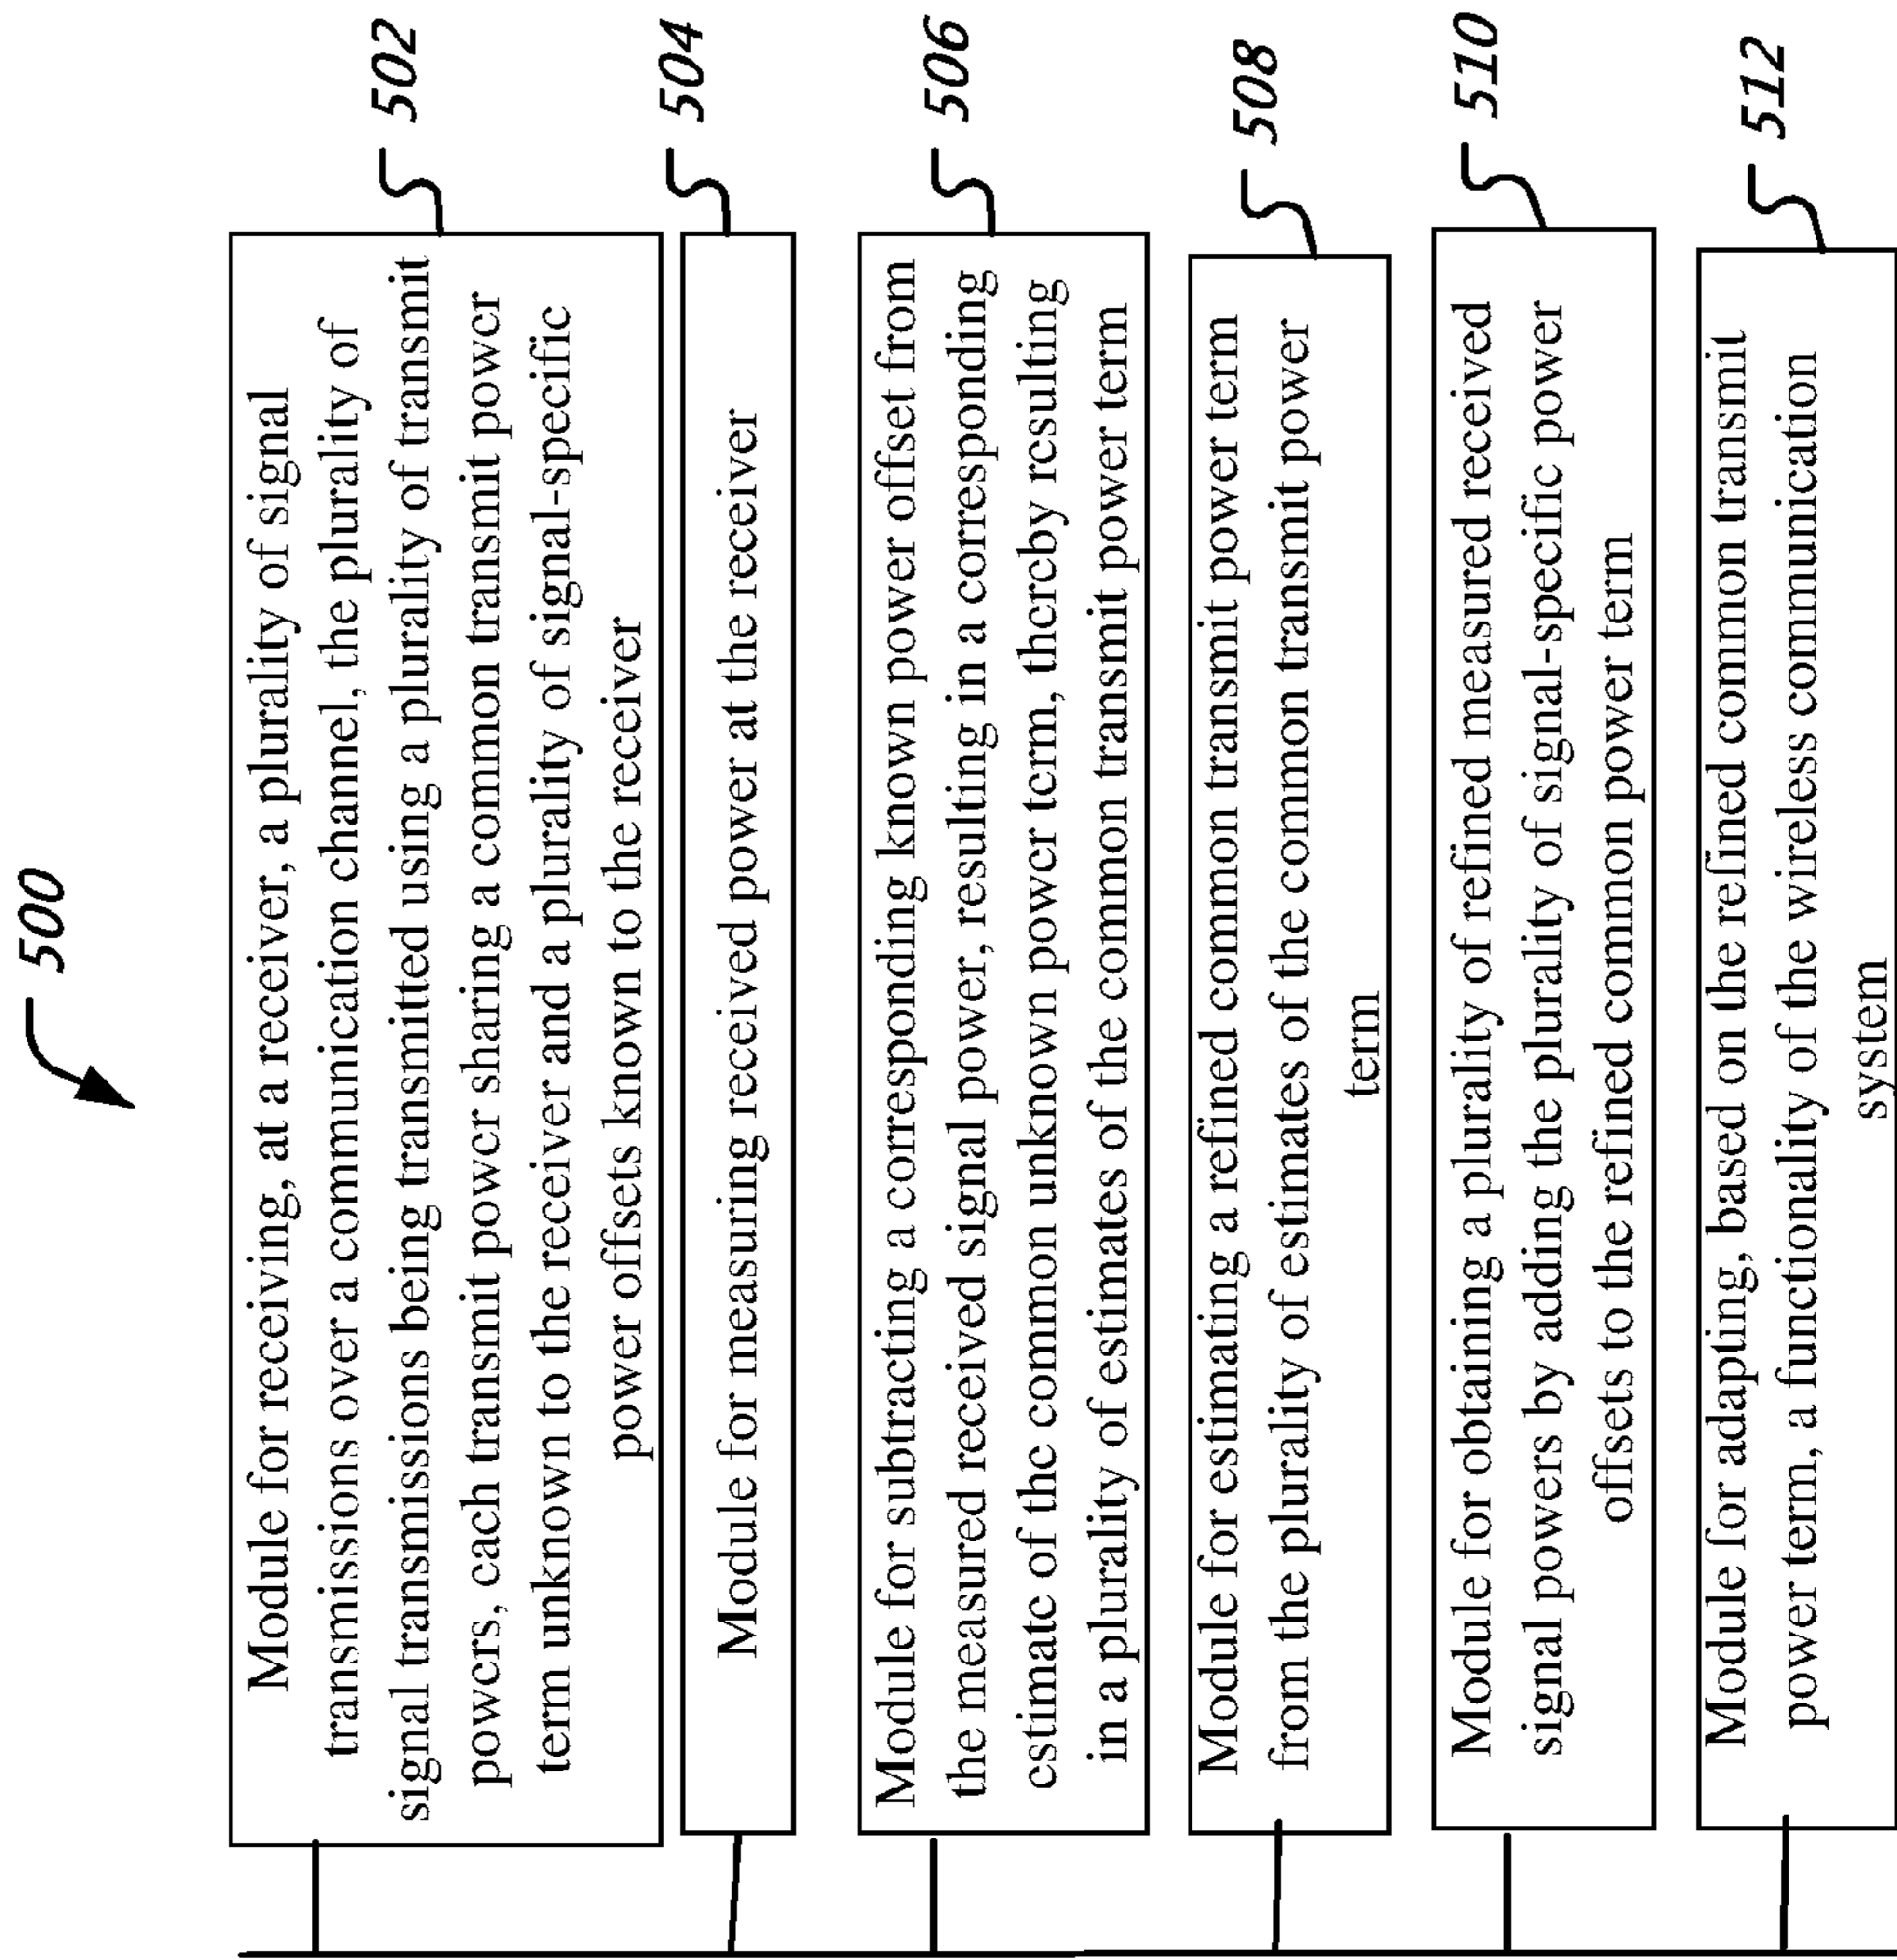 500
Module for receiving, at a receiver, a plurality of signal
transmissions over a communication channel, the plurality of
signal transmissions being transmitted using a plurality of transmit
powers, each transmit power sharing a common transmit power
term unknown to the receiver and a plurality of signal-specific
power offsets known to the receiver
502
Module for measuring received power at the receiver
504
Module for subtracting a corresponding known power offset from
the measured received signal power, resulting in a corresponding
estimate of the common unknown power term, thereby resulting
in a plurality of estimates of the common transmit power term
506
Module for estimating a refined common transmit power term
from the plurality of estimates of the common transmit power
term
508
Module for obtaining a plurality of refined measured received
signal powers by adding the plurality of signal-specific power
offsets to the refined common power term
510
Module for adapting, based on the refined common transmit
power term, a functionality of the wireless communication
system
512